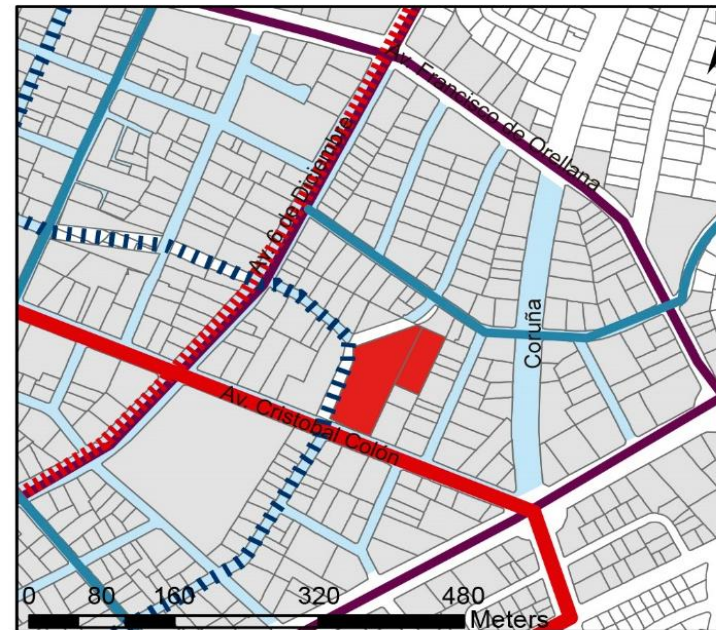 Av. Francisco de Orellana
Av. 6 de Diciembre
Coruña
Av. Cristobal Colón
0 80 160 320 480
Meters